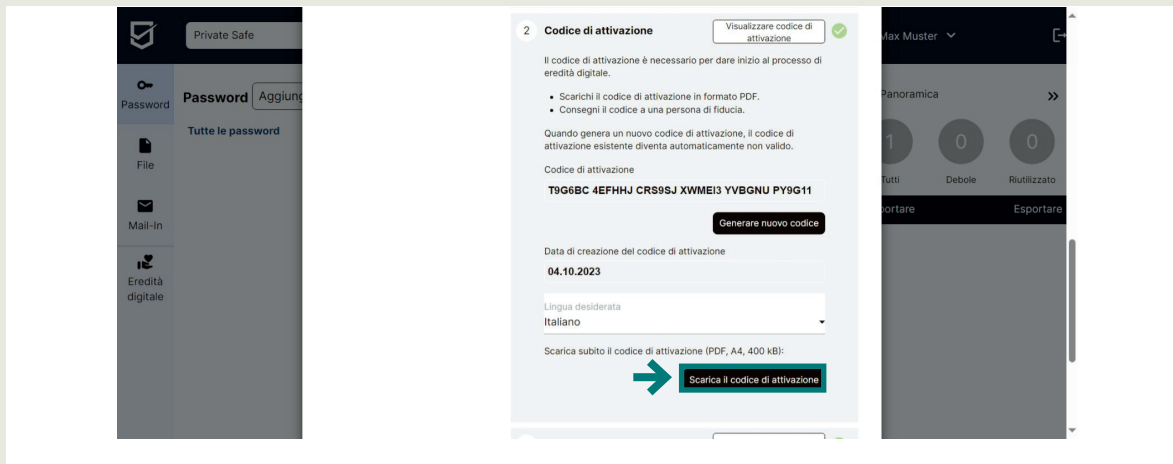 Private Safe
Max Muster
Password
File
Mail-In
Eredità
digitale
Password
Tutte le password
2 Codice di attivazione
Visualizzare codice di
attivazione
Il codice di attivazione è necessario per dare inizio al processo di
eredità digitale.
• Scarichi il codice di attivazione in formato PDF.
• Consegni il codice a una persona di fiducia.
Quando genera un nuovo codice di attivazione, il codice di
attivazione esistente diventa automaticamente non valido.
Codice di attivazione
T9G6BC 4EFHHJ CRS9SJ XWMEI3 YVBGNU PY9G11
Generare nuovo codice
Data di creazione del codice di attivazione
04.10.2023
Lingua desiderata
Italiano
Scarica subito il codice di attivazione (PDF, A4, 400 kB):
Scarica il codice di attivazione
Panoramica
1 0 0
Tutti Debole Riutilizzato
Esportare